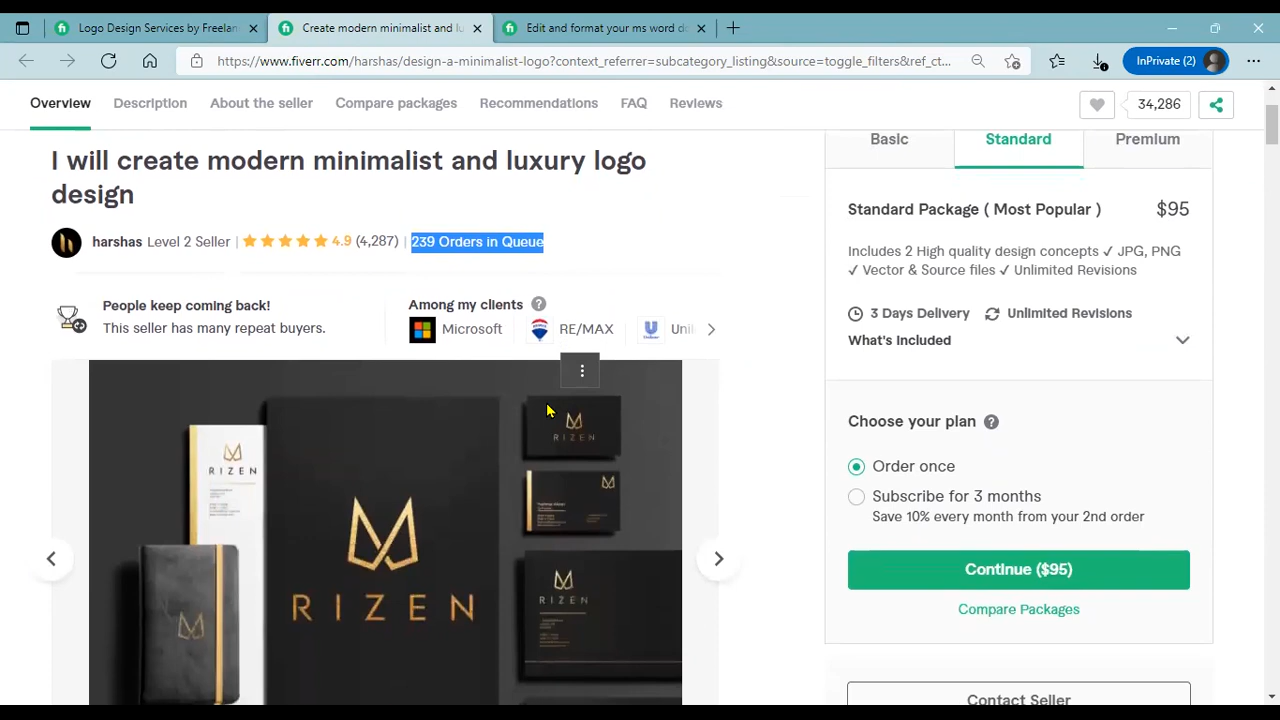 Logo Design Services by Freelan
Create modern minimalist and lu
Edit and format your ms word d
https://www.fiverr.com/harshas/design-a-minimalist-logo?context_referrer=subcategory_listing&source=toggle_filters&ref_ct...
InPrivate (2)
Overview
Description
About the seller
Compare packages
Recommendations
FAQ
Reviews
34,286
I will create modern minimalist and luxury logo
design
harshas Level 2 Seller | 4.9 (4,287) | 239 Orders in Queue
People keep coming back!
This seller has many repeat buyers.
Among my clients ?
Microsoft
RE/MAX
Unil
RIZEN
RIZEN
RIZEN
RIZEN
Basic
Standard
Premium
Standard Package ( Most Popular ) $95
Includes 2 High quality design concepts ✓ JPG, PNG
✓ Vector & Source files ✓ Unlimited Revisions
3 Days Delivery
Unlimited Revisions
What's Included
Choose your plan ?
Order once
Subscribe for 3 months
Save 10% every month from your 2nd order
Continue ($95)
Compare Packages
Contact Seller